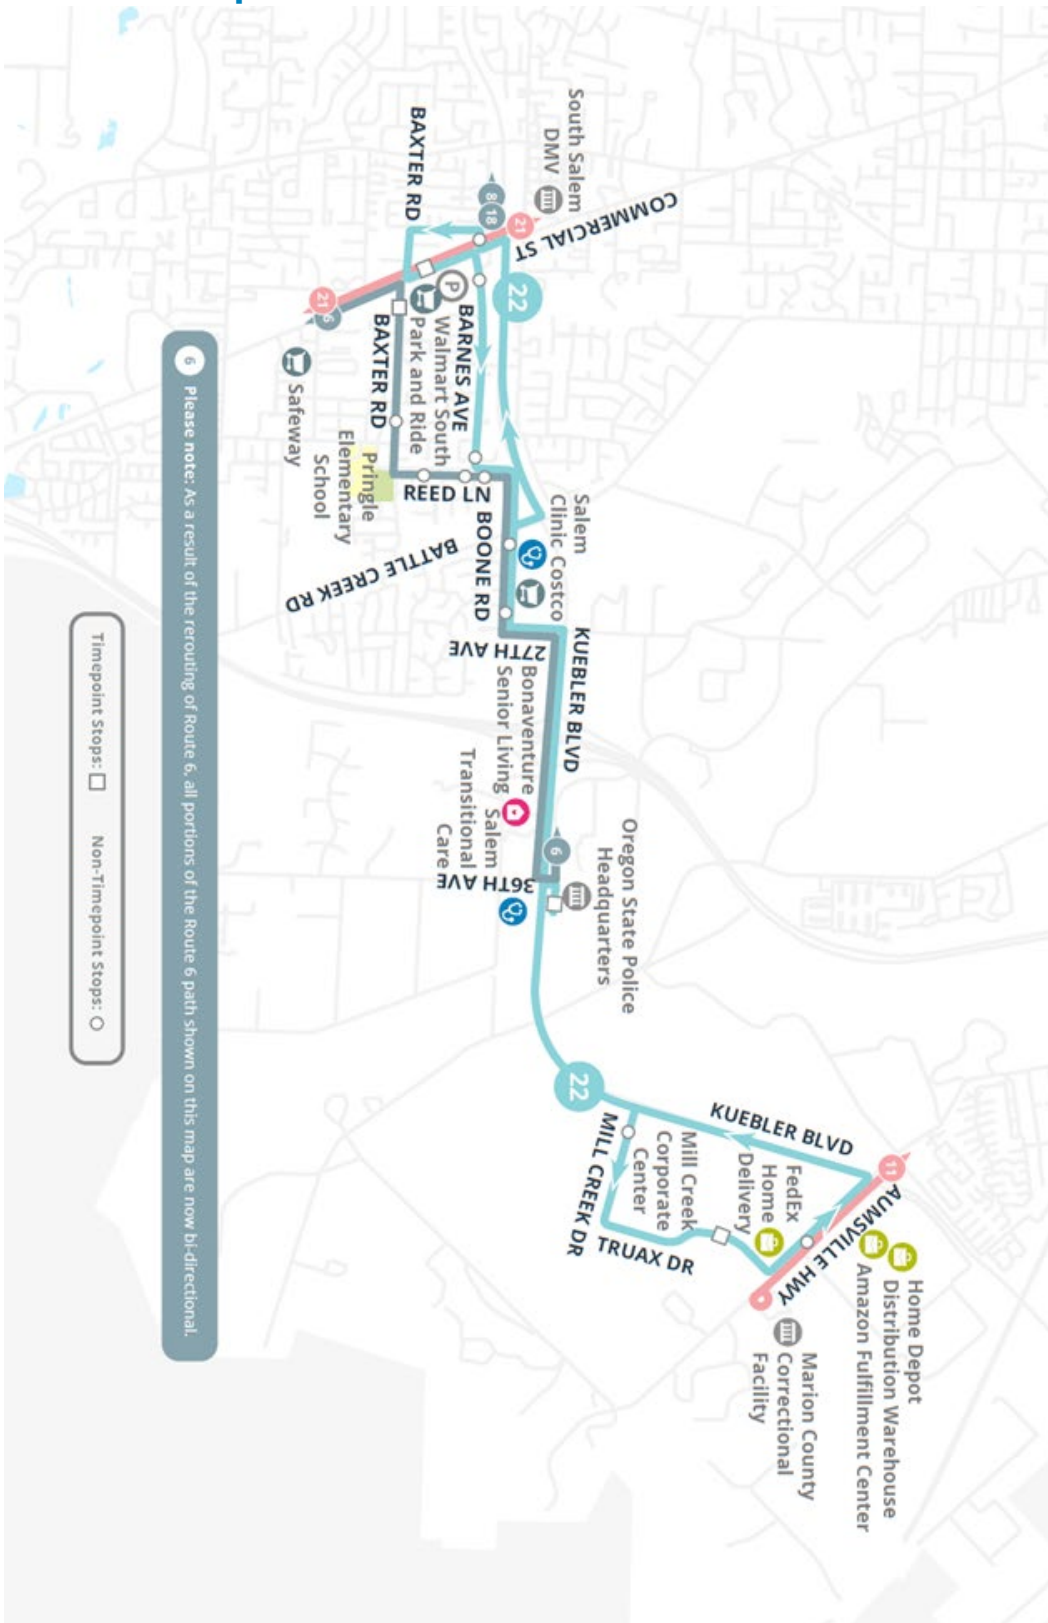 South Salem
DMV
COMMERCIAL ST
BAXTER RD
8
18
21
22
21
6
P
BARNES AVE
Walmart South
Park and Ride
BAXTER RD
Safeway
Pringle
Elementary
School
REED LN
BATTLE CREEK RD
BOONE RD
Salem
Clinic Costco
27TH AVE
KUEBLER BLVD
Bonaventure
Senior Living
Salem
Transitional
Care
36TH AVE
6
Oregon State Police
Headquarters
22
KUEBLER BLVD
MILL CREEK DR
Mill Creek
Corporate
Center
TRUAX DR
FedEx
Home
Delivery
11
AUMSVILLE HWY
Home Depot
Distribution Warehouse
Amazon Fulfillment Center
Marion County
Correctional
Facility
6 Please note: As a result of the rerouting of Route 6, all portions of the Route 6 path shown on this map are now bi-directional.
Timepoint Stops: Non-Timepoint Stops: